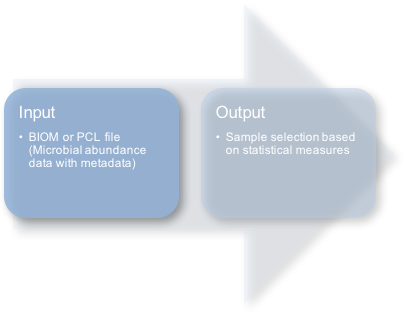 Input
• BIOM or PCL file
(Microbial abundance
data with metadata)
Output
• Sample selection based
on statistical measures